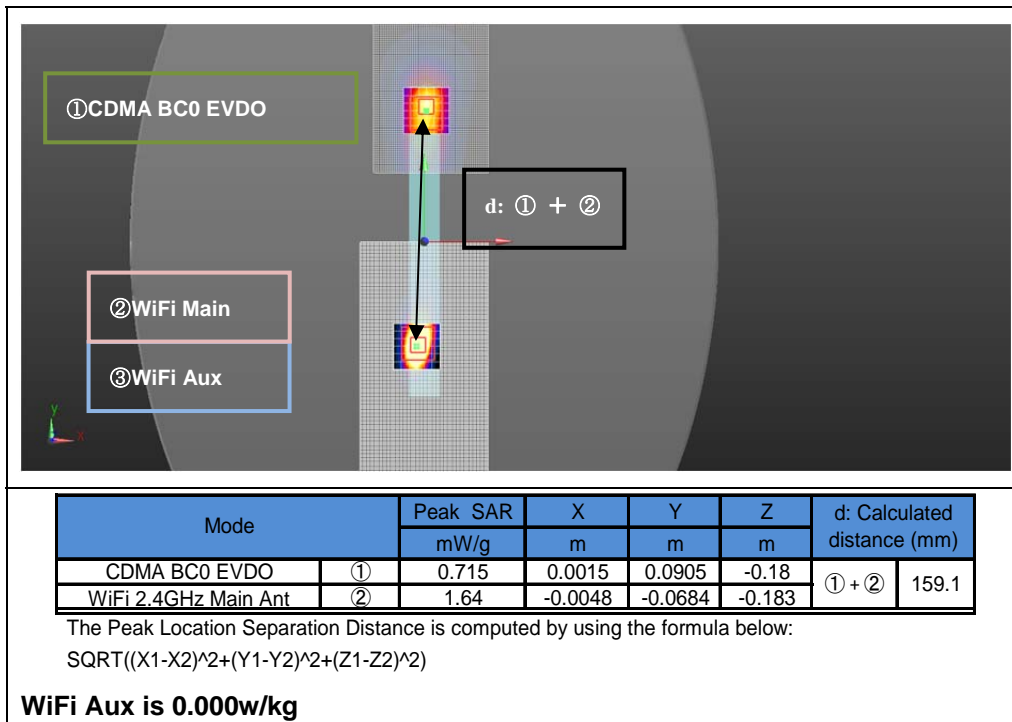 ①CDMA BC0 EVDO
d: ① + ②
②WiFi Main
③WiFi Aux
y
x
Mode Peak SAR X Y Z d: Calculated distance (mm)
mW/g m m m
CDMA BC0 EVDO ① 0.715 0.0015 0.0905 -0.18 ① + ② 159.1
WiFi 2.4GHz Main Ant ② 1.64 -0.0048 -0.0684 -0.183
The Peak Location Separation Distance is computed by using the formula below:
SQRT((X1-X2)^2+(Y1-Y2)^2+(Z1-Z2)^2)
WiFi Aux is 0.000w/kg